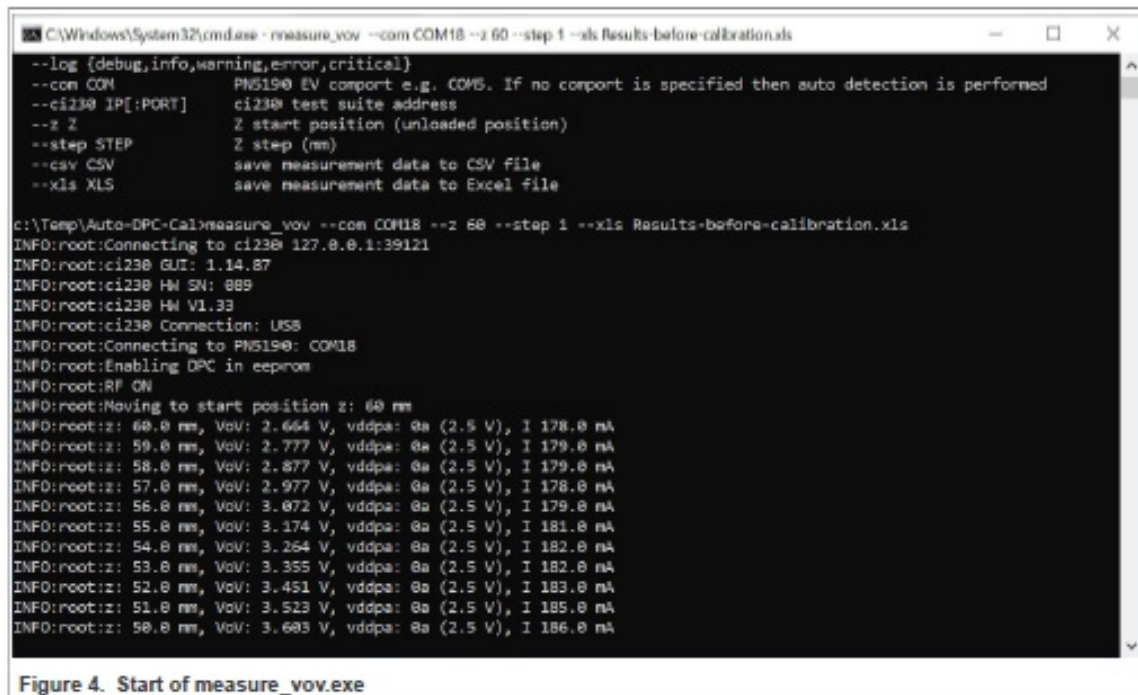 C:\Windows\System32\cmd.exe - measure_vov --com COM18 --z 60 --step 1 --xls Results-before-calibration.xls
--log {debug,info,warning,error,critical}
--com COM PN5190 EV comport e.g. COM5. If no comport is specified then auto detection is performed
--ci230 IP[:PORT] ci230 test suite address
--z Z Z start position (unloaded position)
--step STEP Z step (mm)
--csv CSV save measurement data to CSV file
--xls XLS save measurement data to Excel file
c:\Temp\Auto-DPC-Cal>measure_vov --com COM18 --z 60 --step 1 --xls Results-before-calibration.xls
INFO:root:Connecting to ci230 127.0.0.1:39121
INFO:root:ci230 GUI: 1.14.87
INFO:root:ci230 HW SN: 089
INFO:root:ci230 HW V1.33
INFO:root:ci230 Connection: USB
INFO:root:Connecting to PN5190: COM18
INFO:root:Enabling DPC in eeprom
INFO:root:RF ON
INFO:root:Moving to start position z: 60 mm
INFO:root:z: 60.0 mm, VoV: 2.664 V, vddpa: 0a (2.5 V), I 178.0 mA
INFO:root:z: 59.0 mm, VoV: 2.777 V, vddpa: 0a (2.5 V), I 179.0 mA
INFO:root:z: 58.0 mm, VoV: 2.877 V, vddpa: 0a (2.5 V), I 179.0 mA
INFO:root:z: 57.0 mm, VoV: 2.977 V, vddpa: 0a (2.5 V), I 178.0 mA
INFO:root:z: 56.0 mm, VoV: 3.072 V, vddpa: 0a (2.5 V), I 179.0 mA
INFO:root:z: 55.0 mm, VoV: 3.174 V, vddpa: 0a (2.5 V), I 181.0 mA
INFO:root:z: 54.0 mm, VoV: 3.264 V, vddpa: 0a (2.5 V), I 182.0 mA
INFO:root:z: 53.0 mm, VoV: 3.355 V, vddpa: 0a (2.5 V), I 182.0 mA
INFO:root:z: 52.0 mm, VoV: 3.451 V, vddpa: 0a (2.5 V), I 183.0 mA
INFO:root:z: 51.0 mm, VoV: 3.523 V, vddpa: 0a (2.5 V), I 185.0 mA
INFO:root:z: 50.0 mm, VoV: 3.603 V, vddpa: 0a (2.5 V), I 186.0 mA
Figure 4. Start of measure_vov.exe